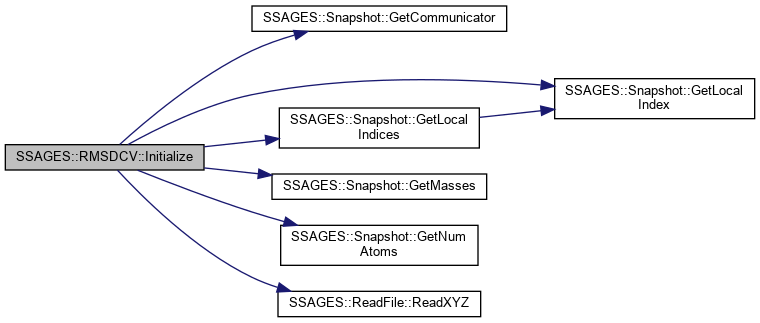 SSAGES::Snapshot::GetCommunicator
SSAGES::Snapshot::GetLocal
Index
SSAGES::Snapshot::GetLocal
Indices
SSAGES::RMSDCV::Initialize
SSAGES::Snapshot::GetMasses
SSAGES::Snapshot::GetNum
Atoms
SSAGES::ReadFile::ReadXYZ